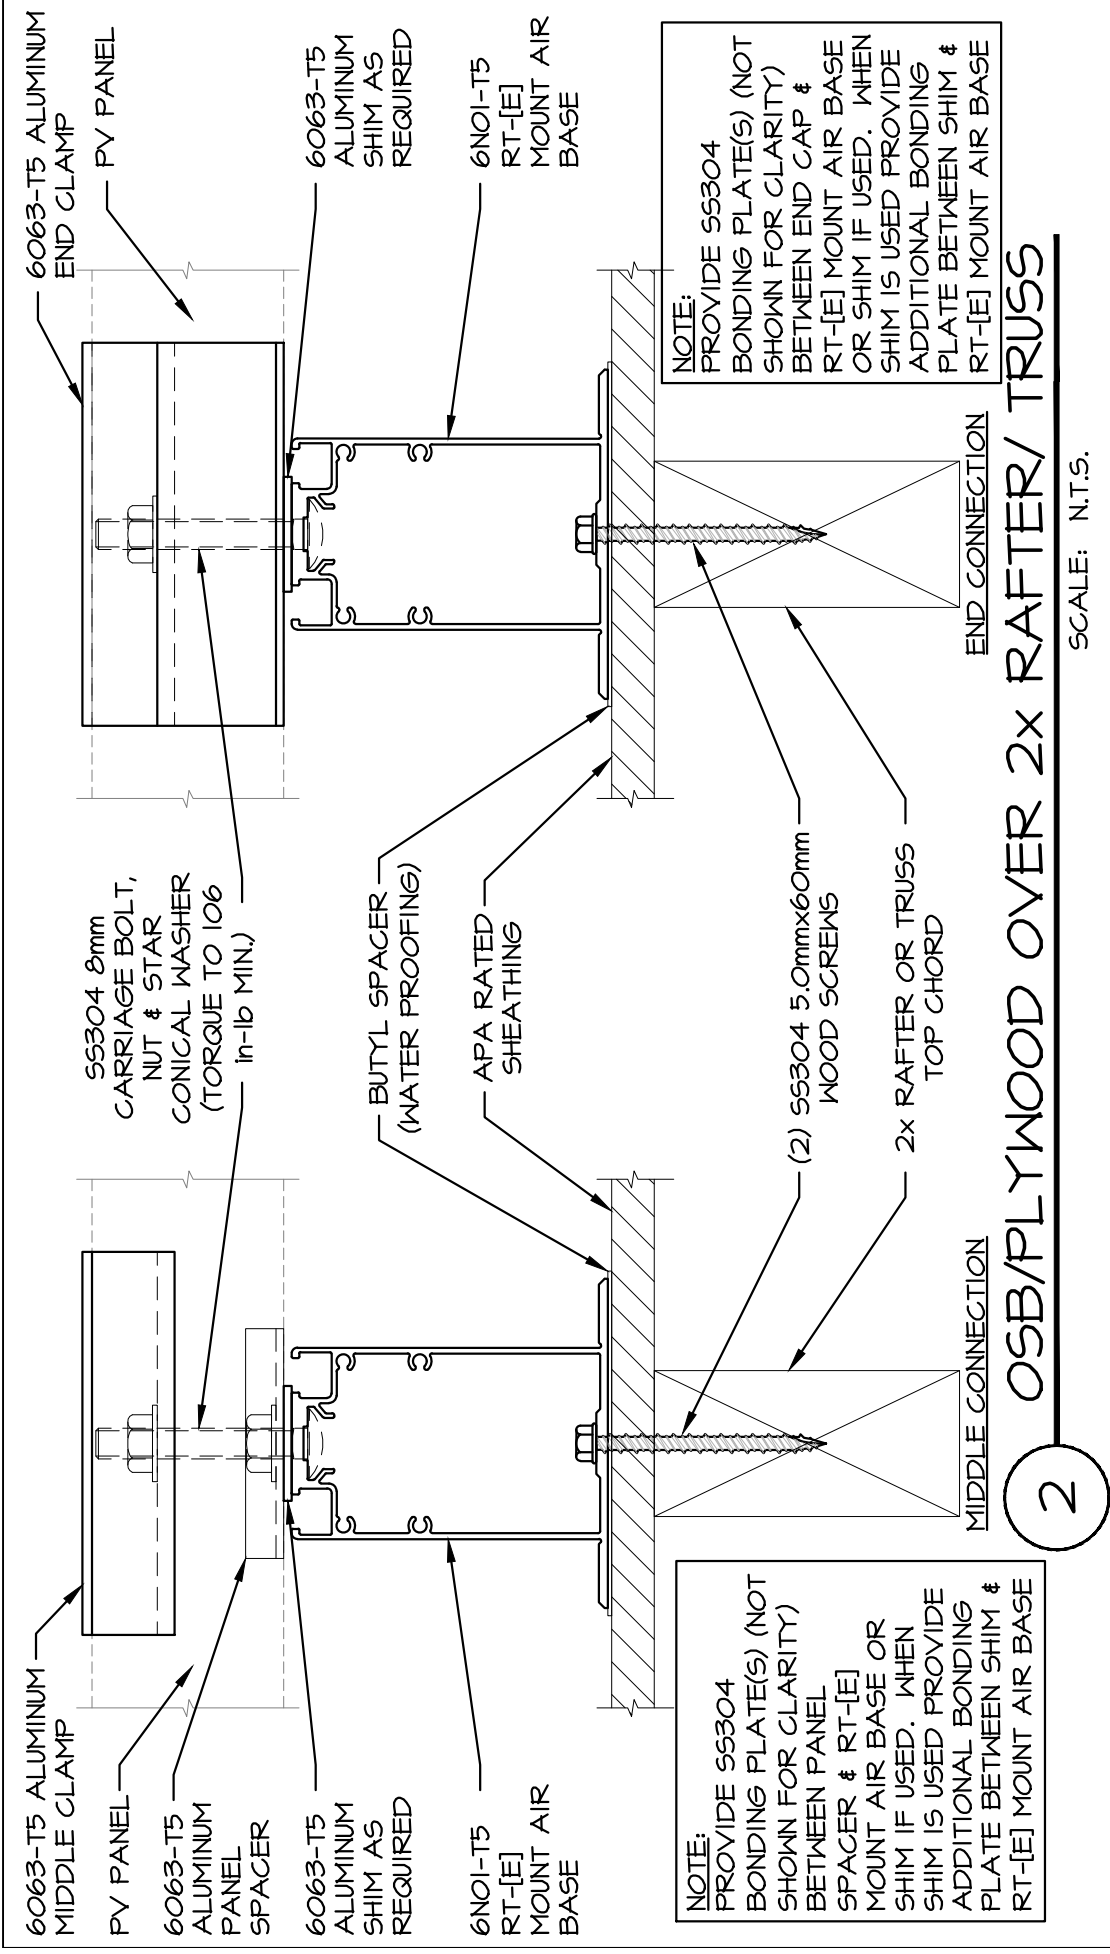 6063-T5 ALUMINUM
MIDDLE CLAMP
PV PANEL
6063-T5
ALUMINUM
PANEL
SPACER
6063-T5
ALUMINUM
SHIM AS
REQUIRED
6N01-T5
RT-[E]
MOUNT AIR
BASE
NOTE:
PROVIDE SS304
BONDING PLATE(S) (NOT
SHOWN FOR CLARITY)
BETWEEN PANEL
SPACER & RT-[E]
MOUNT AIR BASE OR
SHIM IF USED. WHEN
SHIM IS USED PROVIDE
ADDITIONAL BONDING
PLATE BETWEEN SHIM &
RT-[E] MOUNT AIR BASE
SS304 8mm
CARRIAGE BOLT,
NUT & STAR
CONICAL WASHER
(TORQUE TO 106
in-lb MIN.)
BUTYL SPACER
(WATER PROOFING)
APA RATED
SHEATHING
(2) SS304 5.0mmx60mm
WOOD SCREWS
2x RAFTER OR TRUSS
TOP CHORD
6063-T5 ALUMINUM
END CLAMP
PV PANEL
6063-T5
ALUMINUM
SHIM AS
REQUIRED
6N01-T5
RT-[E]
MOUNT AIR
BASE
NOTE:
PROVIDE SS304
BONDING PLATE(S) (NOT
SHOWN FOR CLARITY)
BETWEEN END CAP &
RT-[E] MOUNT AIR BASE
OR SHIM IF USED. WHEN
SHIM IS USED PROVIDE
ADDITIONAL BONDING
PLATE BETWEEN SHIM &
RT-[E] MOUNT AIR BASE
MIDDLE CONNECTION
END CONNECTION
2
OSB/PLYWOOD OVER 2x RAFTER/ TRUSS
SCALE: N.T.S.